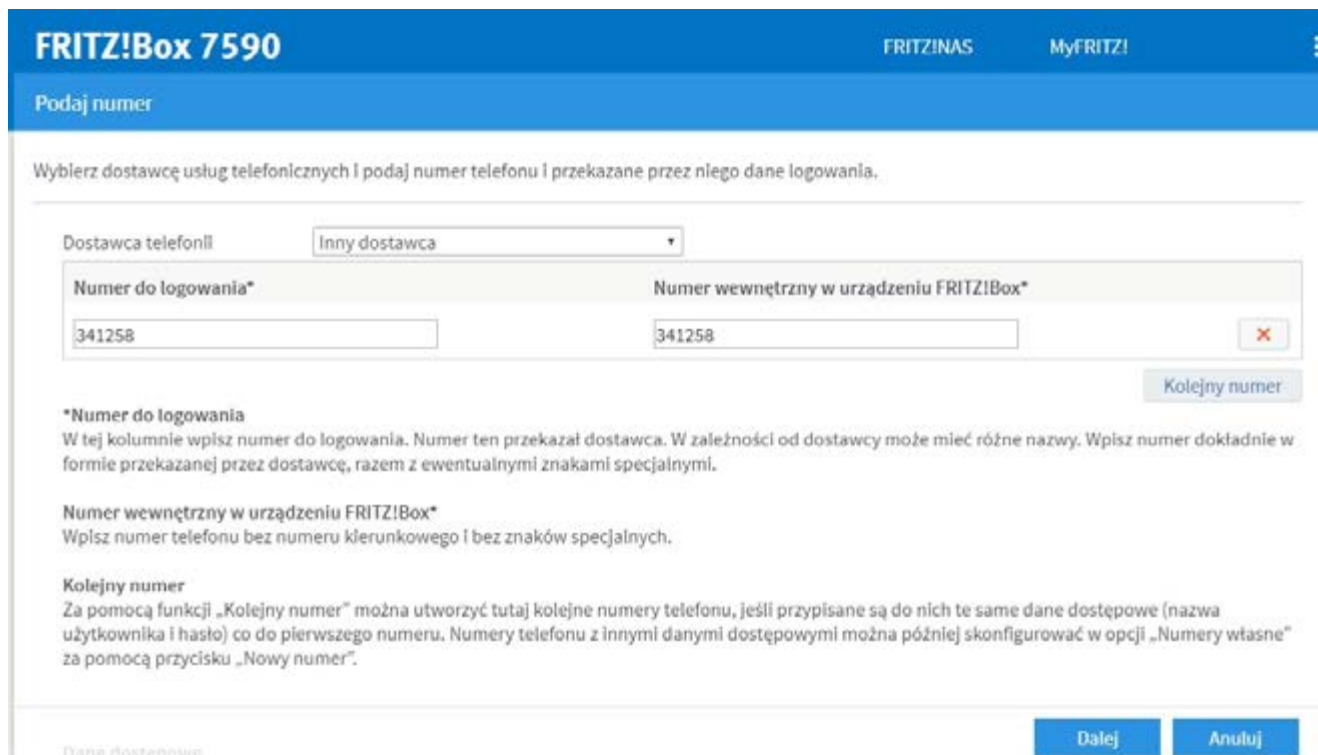 FRITZ!Box 7590 FRITZ!NAS MyFRITZ!
Podaj numer
Wybierz dostawcę usług telefonicznych i podaj numer telefonu i przekazane przez niego dane logowania.
Dostawca telefonii Inny dostawca
Numer do logowania* Numer wewnętrzny w urządzeniu FRITZ!Box*
341258 341258
Kolejny numer
*Numer do logowania
W tej kolumnie wpisz numer do logowania. Numer ten przekazał dostawca. W zależności od dostawcy może mieć różne nazwy. Wpisz numer dokładnie w
formie przekazanej przez dostawcę, razem z ewentualnymi znakami specjalnymi.
Numer wewnętrzny w urządzeniu FRITZ!Box*
Wpisz numer telefonu bez numeru kierunkowego i bez znaków specjalnych.
Kolejny numer
Za pomocą funkcji „Kolejny numer” można utworzyć tutaj kolejne numery telefonu, jeśli przypisane są do nich te same dane dostępowe (nazwa
użytkownika i hasło) co do pierwszego numeru. Numery telefonu z innymi danymi dostępowymi można później skonfigurować w opcji „Numery własne”
za pomocą przycisku „Nowy numer”.
Dane dostępowe
Dalej Anuluj